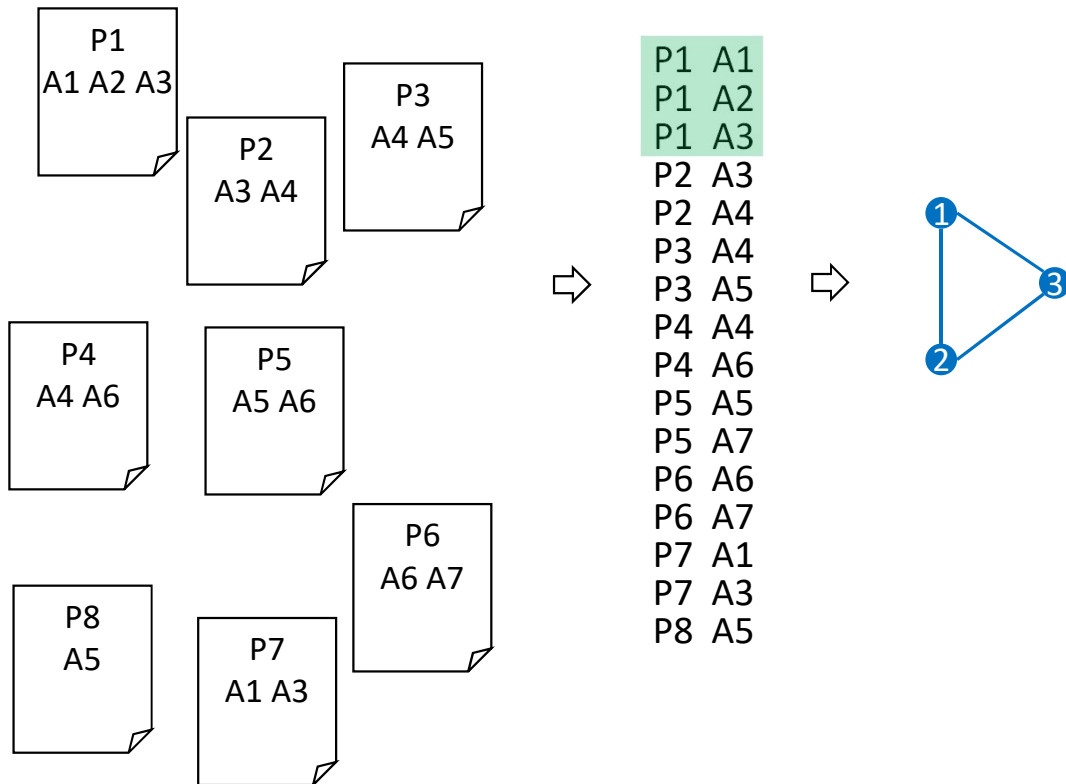 P1
A1 A2 A3
P2
A3 A4
P3
A4 A5
P4
A4 A6
P5
A5 A6
P6
A6 A7
P8
A5
P7
A1 A3
P1 A1
P1 A2
P1 A3
P2 A3
P2 A4
P3 A4
P3 A5
P4 A4
P4 A6
P5 A5
P5 A7
P6 A6
P6 A7
P7 A1
P7 A3
P8 A5
1
3
2